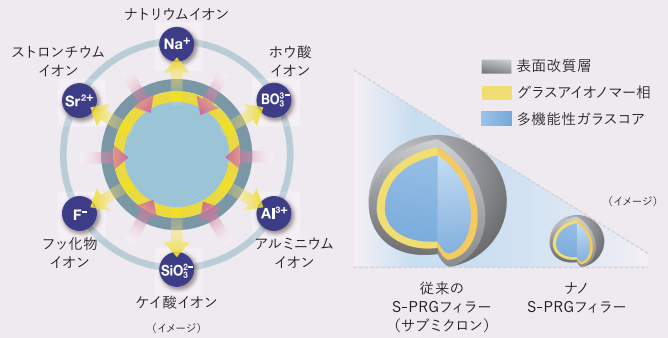 ナトリウムイオン
Na⁺
ストロンチウム
イオン
Sr²⁺
ホウ酸
イオン
BO₃³⁻
F⁻
フッ化物
イオン
Al³⁺
アルミニウム
イオン
SiO₃²⁻
ケイ酸イオン
(イメージ)
表面改質層
グラスアイオノマー相
多機能性ガラスコア
(イメージ)
従来の
S-PRGフィラー
(サブミクロン)
ナノ
S-PRGフィラー